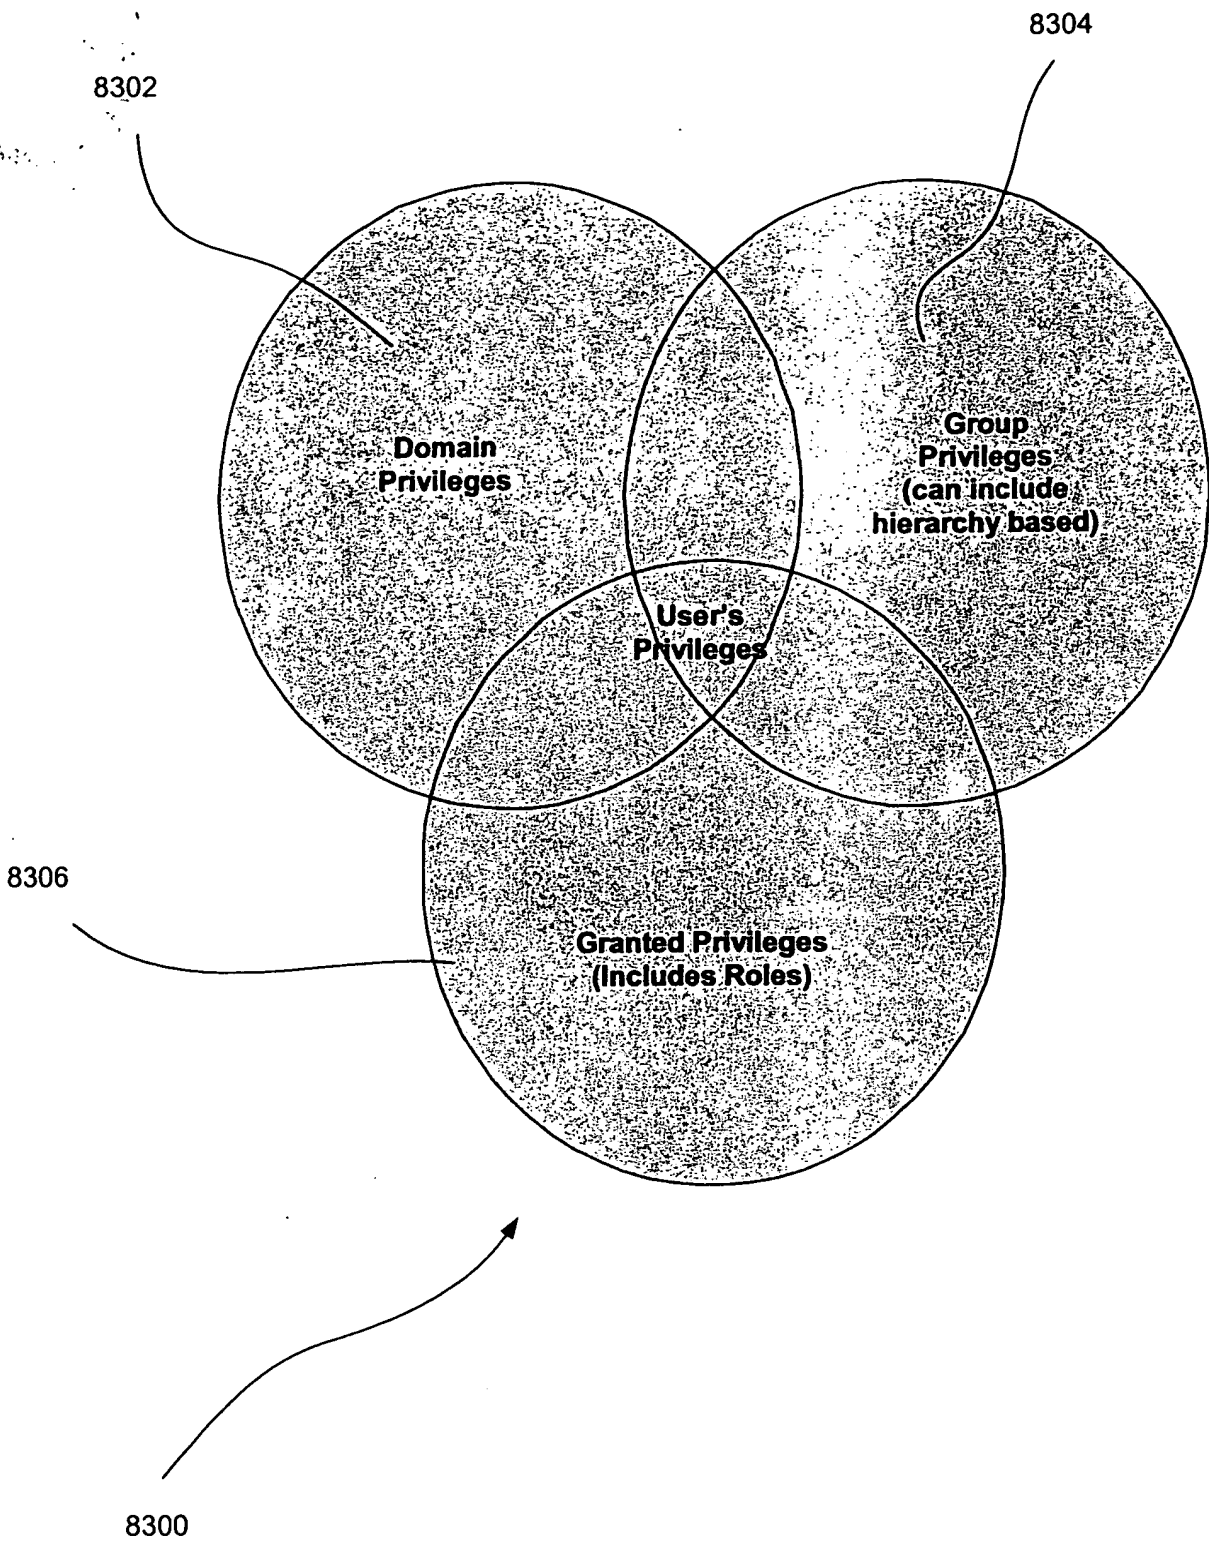 8304
8302
Domain
Privileges
Group
Privileges
(can include
hierarchy based)
User's
Privileges
8306
Granted Privileges
(Includes Roles)
8300